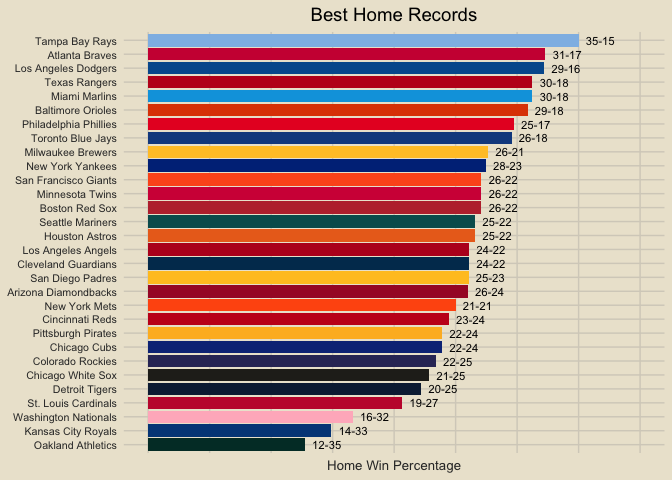 Best Home Records
Tampa Bay Rays 35-15
Atlanta Braves 31-17
Los Angeles Dodgers 29-16
Texas Rangers 30-18
Miami Marlins 30-18
Baltimore Orioles 29-18
Philadelphia Phillies 25-17
Toronto Blue Jays 26-18
Milwaukee Brewers 26-21
New York Yankees 28-23
San Francisco Giants 26-22
Minnesota Twins 26-22
Boston Red Sox 26-22
Seattle Mariners 25-22
Houston Astros 25-22
Los Angeles Angels 24-22
Cleveland Guardians 24-22
San Diego Padres 25-23
Arizona Diamondbacks 26-24
New York Mets 21-21
Cincinnati Reds 23-24
Pittsburgh Pirates 22-24
Chicago Cubs 22-24
Colorado Rockies 22-25
Chicago White Sox 21-25
Detroit Tigers 20-25
St. Louis Cardinals 19-27
Washington Nationals 16-32
Kansas City Royals 14-33
Oakland Athletics 12-35
Home Win Percentage